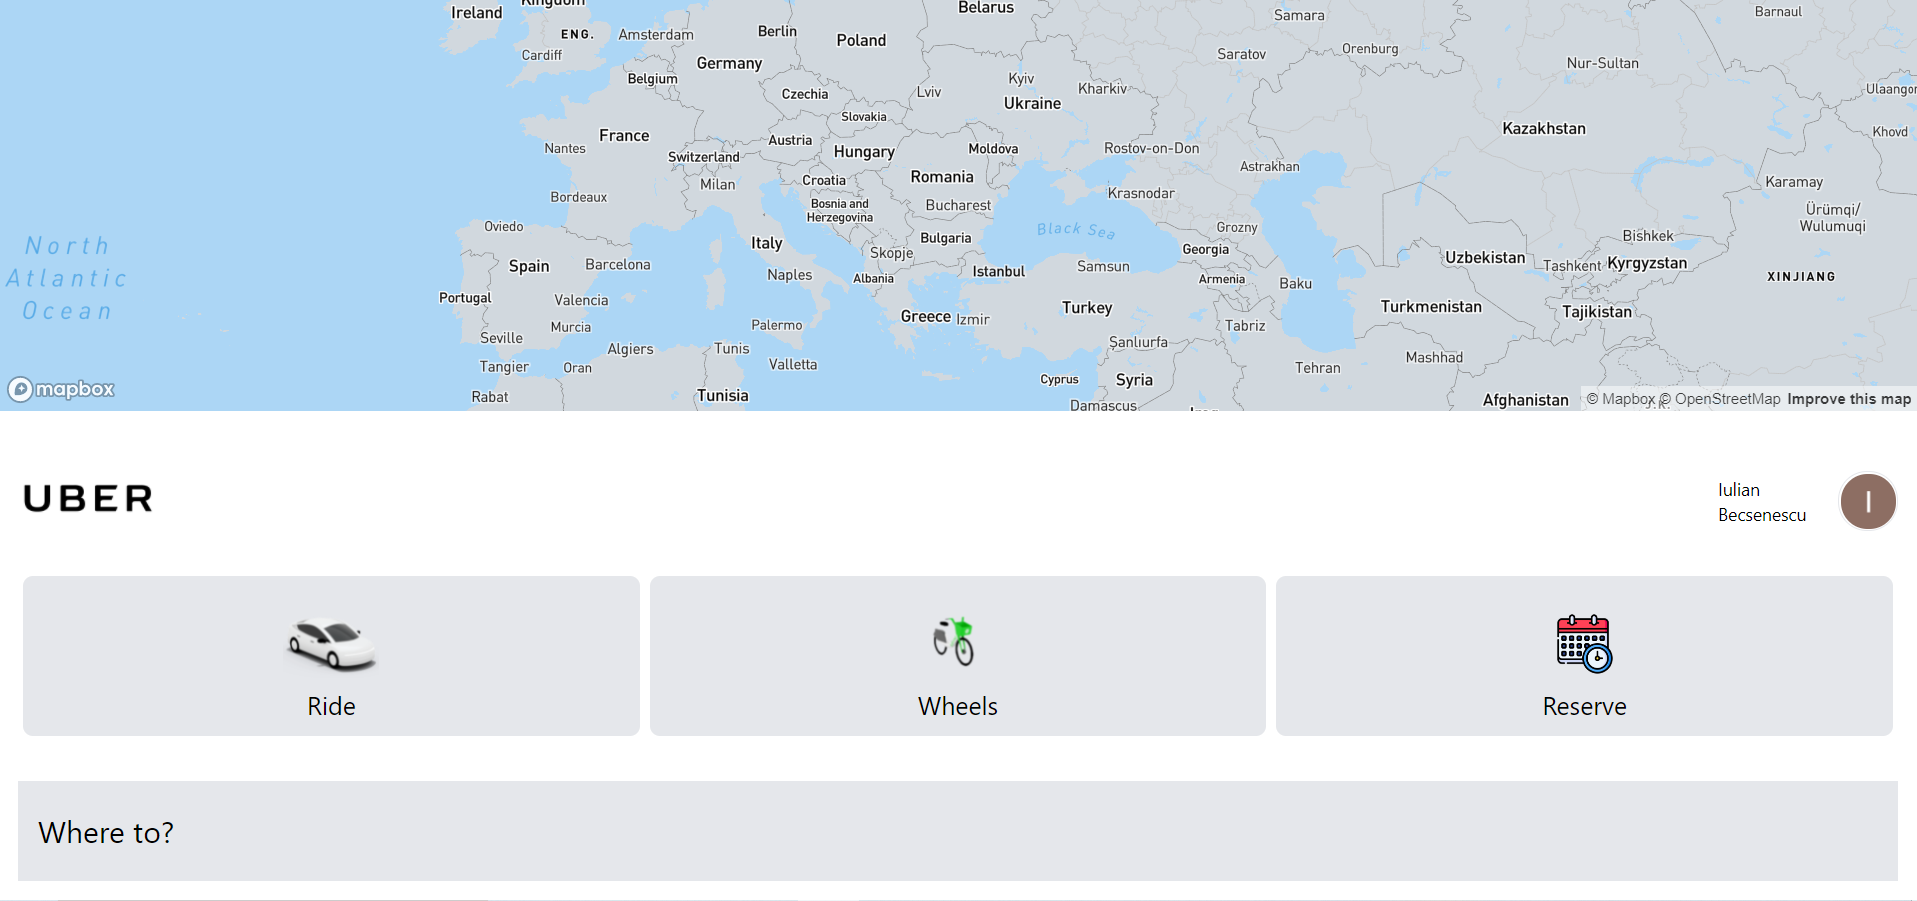 Ireland
Kingdom
Belarus
Samara
Barnaul
ENG.
Amsterdam
Berlin
Poland
Cardiff
Saratov
Orenburg
Germany
Nur-Sultan
Belgium
Kyiv
Kharkiv
Czechia
Lviv
Ulaangor
Ukraine
Slovakia
France
Kazakhstan
Khovd
Nantes
Austria
Hungary
Moldova
Rostov-on-Don
Switzerland
Astrakhan
Milan
Croatia
Romania
Karamay
Bordeaux
Krasnodar
Bosnia and
Herzegovina
Bucharest
Ürümqi/
Wulumuqi
Oviedo
Black Sea
Grozny
North
Atlantic
Ocean
Italy
Bulgaria
Bishkek
Skopje
Georgia
Spain
Barcelona
Uzbekistan
Tashkent
Kyrgyzstan
Naples
Albania
Istanbul
Samsun
Armenia
Baku
XINJIANG
Portugal
Valencia
Turkey
Turkmenistan
Tajikistan
Greece
Izmir
Murcia
Palermo
Tabriz
Seville
Algiers
Tunis
Şanlıurfa
Tangier
Oran
Valletta
Tehran
Mashhad
Cyprus
Syria
mapbox
Rabat
Tunisia
Damascus
Afghanistan
© Mapbox © OpenStreetMap Improve this map
UBER
Iulian
Becsenescu
I
Ride
Wheels
Reserve
Where to?